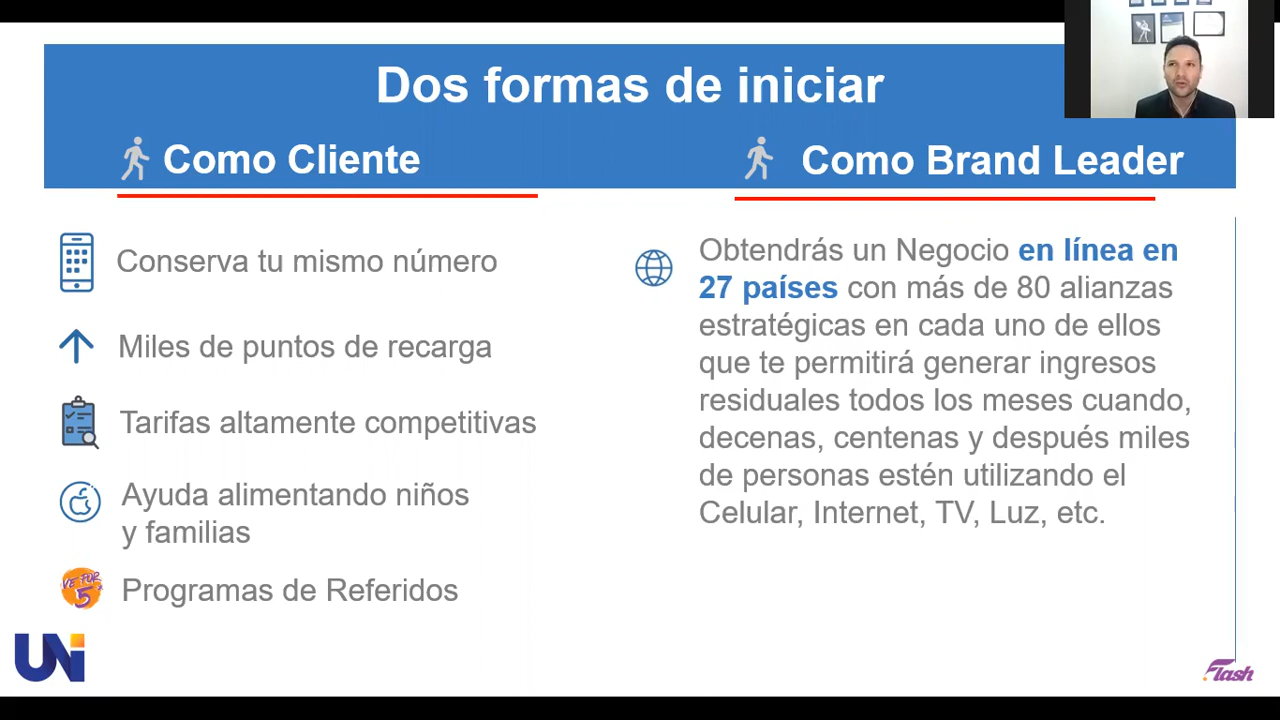 Dos formas de iniciar
Como Cliente
Conserva tu mismo número
Miles de puntos de recarga
Tarifas altamente competitivas
Ayuda alimentando niños
y familias
VE POR
5
Programas de Referidos
Como Brand Leader
Obtendrás un Negocio en línea en
27 países con más de 80 alianzas
estratégicas en cada uno de ellos
que te permitirá generar ingresos
residuales todos los meses cuando,
decenas, centenas y después miles
de personas estén utilizando el
Celular, Internet, TV, Luz, etc.
UNi
Flash